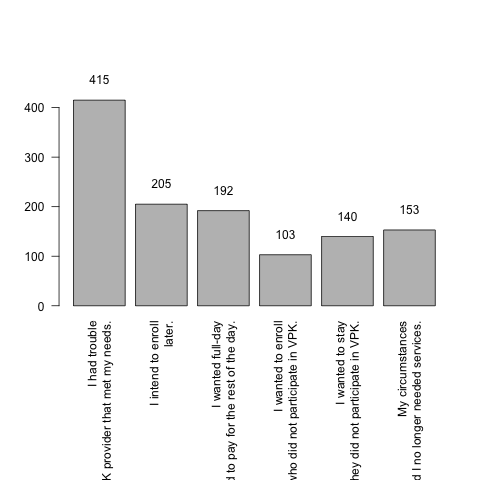 415
205
192
103
140
153
400
300
200
100
0
I had trouble
K provider that met my needs.
I intend to enroll
later.
I wanted full-day
d to pay for the rest of the day.
I wanted to enroll
who did not participate in VPK.
I wanted to stay
hey did not participate in VPK.
My circumstances
d I no longer needed services.